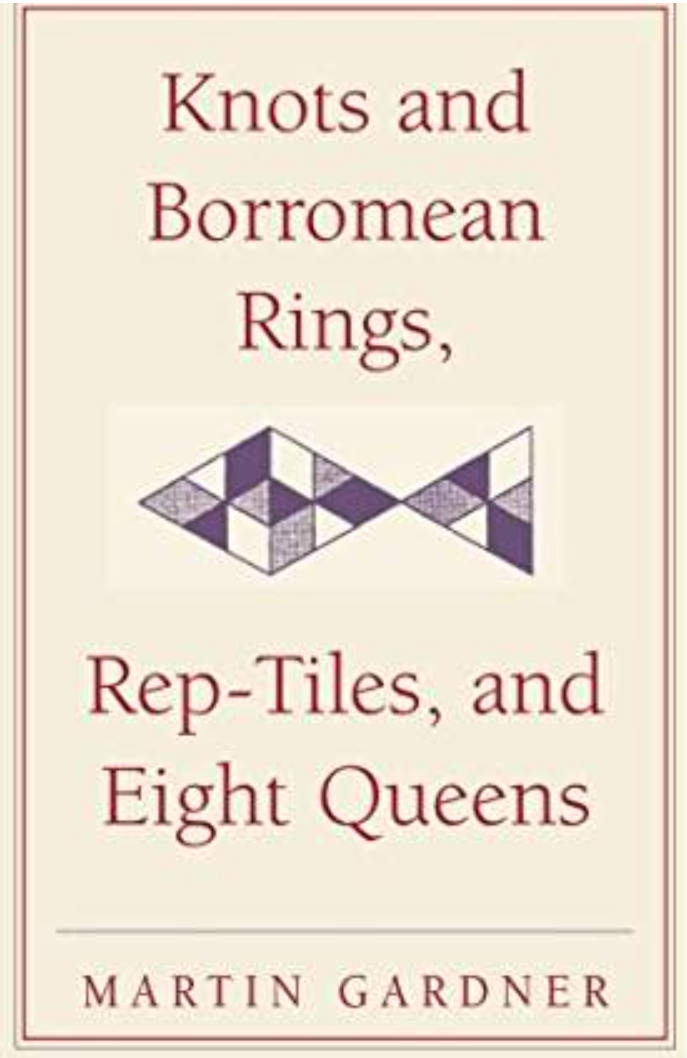 Knots and
Borromean
Rings,
Rep-Tiles, and
Eight Queens
MARTIN GARDNER